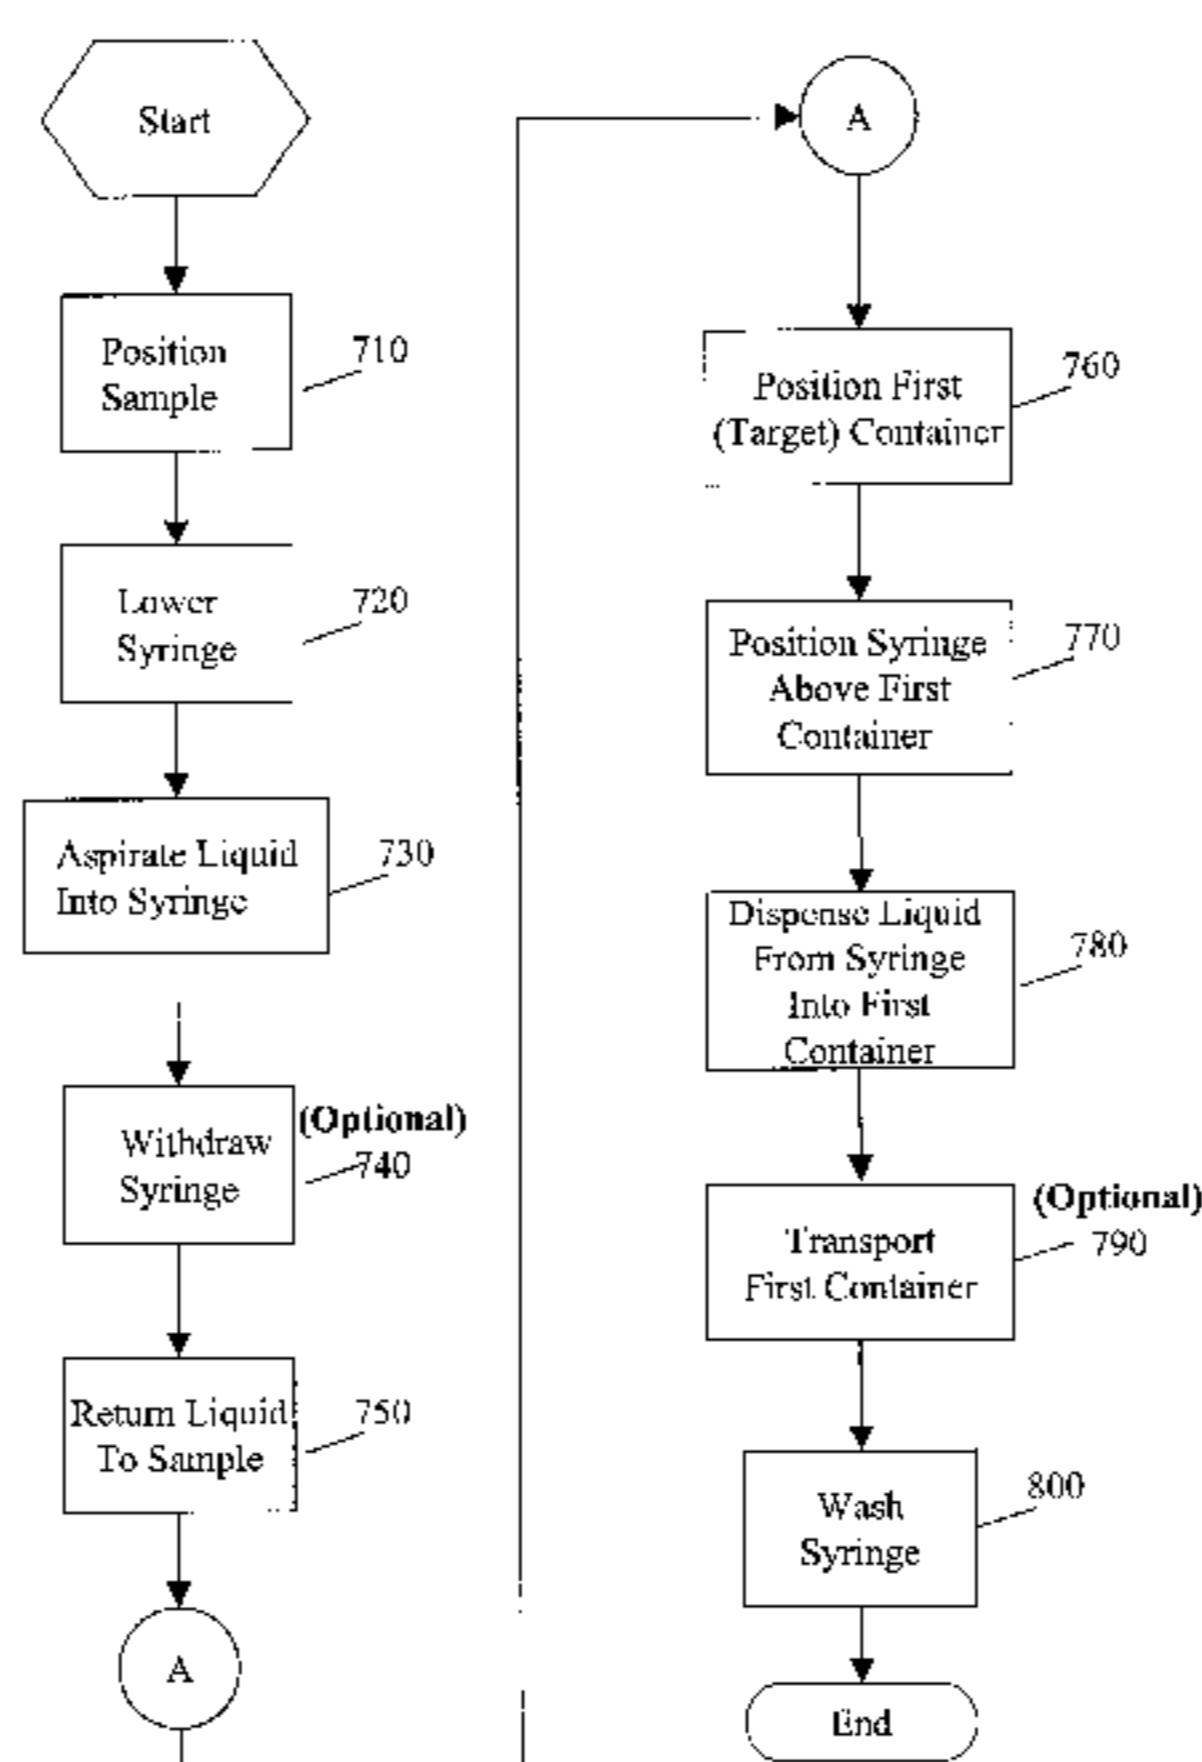 Start
Position
Sample
710
Lower
Syringe
720
Aspirate Liquid
Into Syringe
730
Withdraw
Syringe
(Optional)
740
Return Liquid
To Sample
750
A
A
Position First
(Target) Container
760
Position Syringe
Above First
Container
770
Dispense Liquid
From Syringe
Into First
Container
780
Transport
First Container
(Optional)
790
Wash
Syringe
800
End